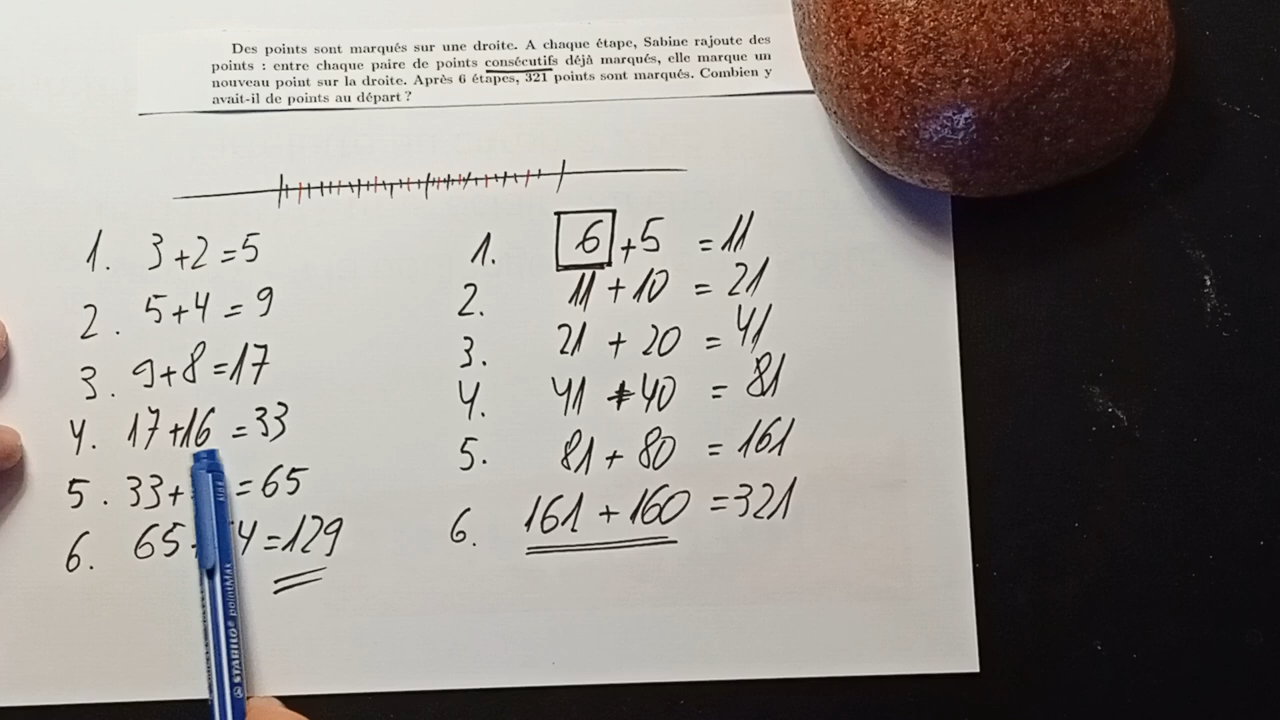 Des points sont marqués sur une droite. A chaque étape, Sabine rajoute des
points : entre chaque paire de points consécutifs déjà marqués, elle marque un
nouveau point sur la droite. Après 6 étapes, 321 points sont marqués. Combien y
avait-il de points au départ ?
1. 3+2=5
2. 5+4=9
3. 9+8=17
4. 17+16=33
5. 33+ =65
6. 65 4=129
1. 6+5=11
2. 11+10=21
3. 21+20=41
4. 41+40=81
5. 81+80=161
6. 161+160=321
STABILO® pointMax